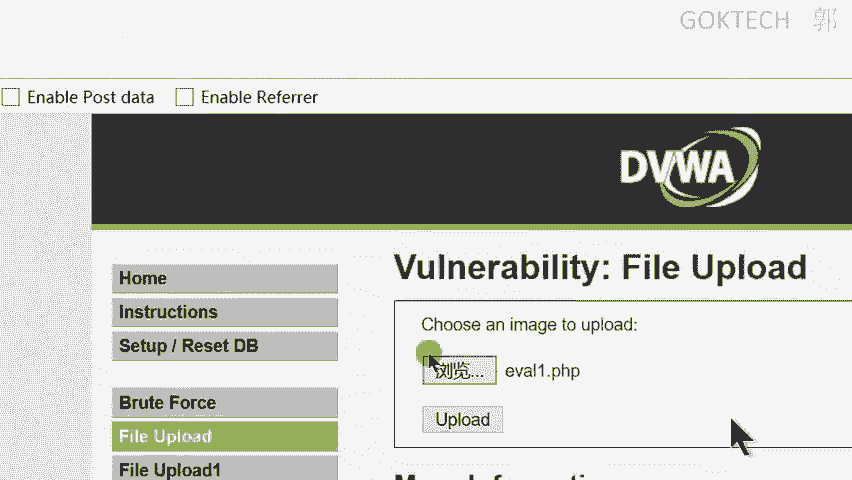 GOKTECH 郭
Enable Post data Enable Referrer
DVWA
Home
Instructions
Setup / Reset DB
Brute Force
File Upload
File Upload1
Vulnerability: File Upload
Choose an image to upload:
浏览... eval1.php
Upload